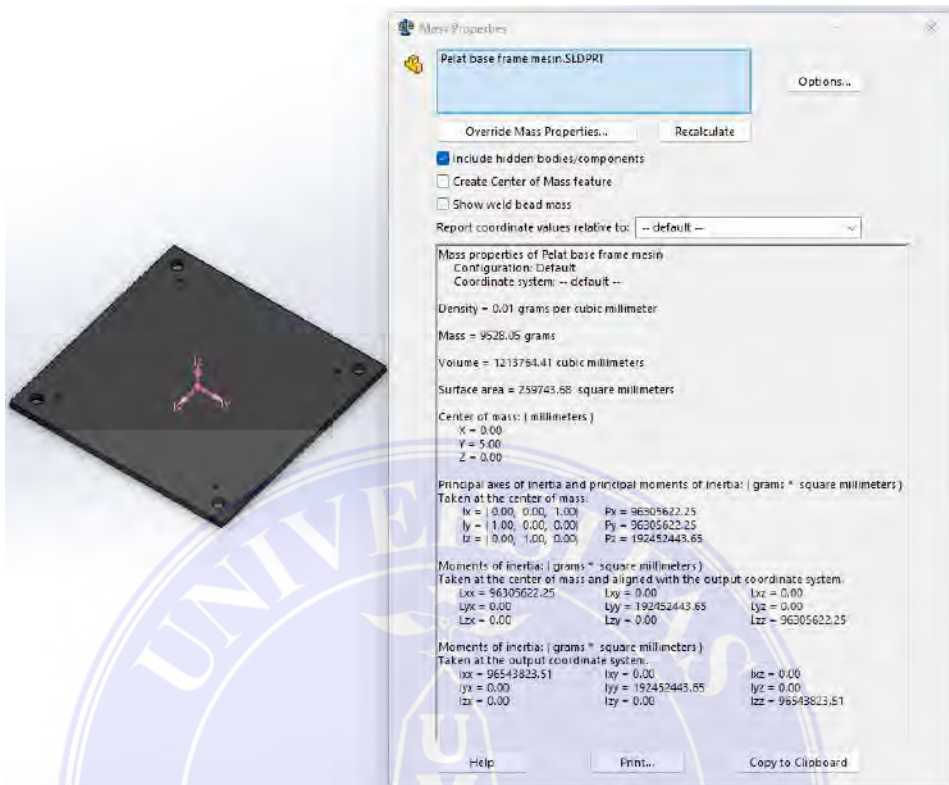 Mass Properties
Pelat base frame mesin.SLDPRT
Options...
Override Mass Properties...
Recalculate
Include hidden bodies/components
Create Center of Mass feature
Show weld bead mass
Report coordinate values relative to: -- default --
Mass properties of Pelat base frame mesin
Configuration: Default
Coordinate system: -- default --
Density = 0.01 grams per cubic millimeter
Mass = 9528.05 grams
Volume = 1213764.41 cubic millimeters
Surface area = 259743.68 square millimeters
Center of mass: ( millimeters )
X = 0.00
Y = 5.00
Z = 0.00
Principal axes of inertia and principal moments of inertia: ( grams * square millimeters )
Taken at the center of mass.
Ix = ( 0.00, 0.00, 1.00) Px = 96305622.25
Iy = ( 1.00, 0.00, 0.00) Py = 96305622.25
Iz = ( 0.00, 1.00, 0.00) Pz = 192452443.65
Moments of inertia: ( grams * square millimeters )
Taken at the center of mass and aligned with the output coordinate system.
Lxx = 96305622.25 Lxy = 0.00 Lxz = 0.00
Lyx = 0.00 Lyy = 192452443.65 Lyz = 0.00
Lzx = 0.00 Lzy = 0.00 Lzz = 96305622.25
Moments of inertia: ( grams * square millimeters )
Taken at the output coordinate system.
Ixx = 96543823.51 Ixy = 0.00 Ixz = 0.00
Iyx = 0.00 Iyy = 192452443.65 Iyz = 0.00
Izx = 0.00 Izy = 0.00 Izz = 96543823.51
Help
Print...
Copy to Clipboard
UNIVERSITAS